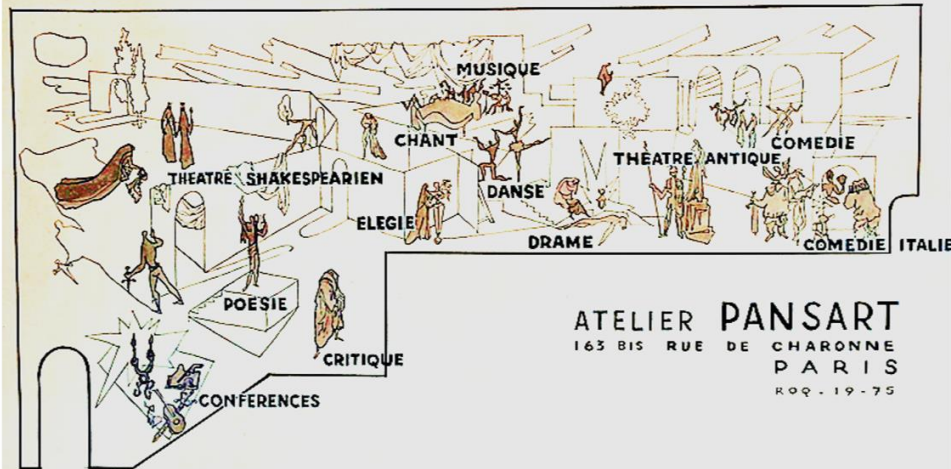 MUSIQUE
CHANT
COMEDIE
THEATRE ANTIQUE
THEATRE SHAKESPEARIEN
DANSE
ELEGIE
DRAME
COMEDIE ITALIE
POESIE
CRITIQUE
CONFERENCES
ATELIER PANSART
163 BIS RUE DE CHARONNE
PARIS
ROQ. 19-75